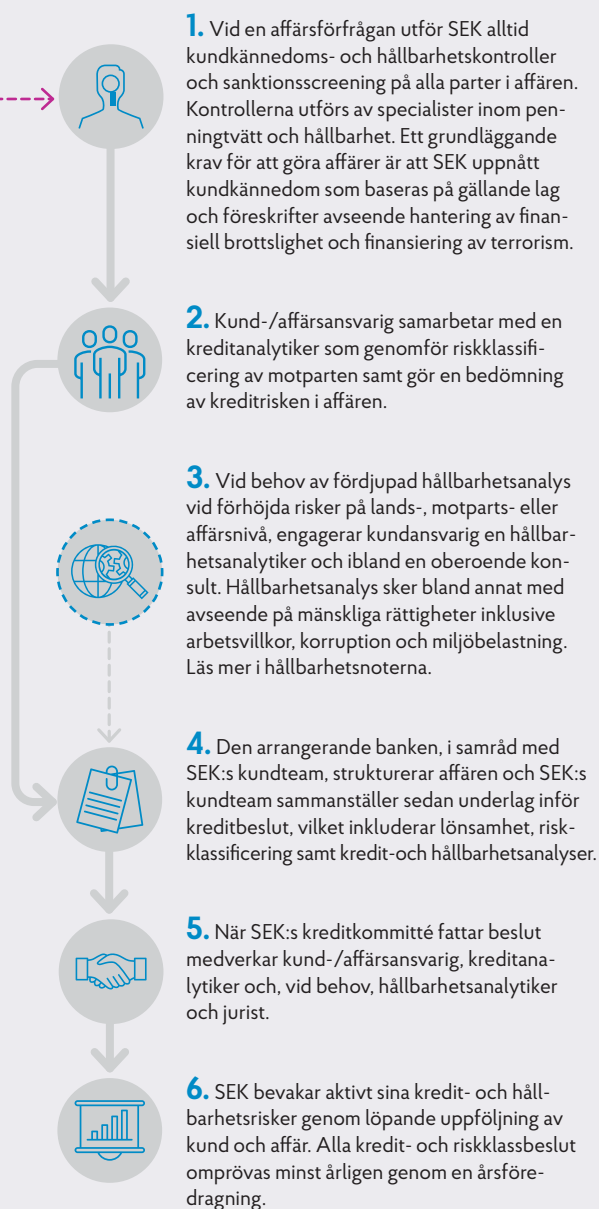 1. Vid en affärsförfrågan utför SEK alltid
kundkännedoms- och hållbarhetskontroller
och sanktionsscreening på alla parter i affären.
Kontrollerna utförs av specialister inom pen-
ningtvätt och hållbarhet. Ett grundläggande
krav för att göra affärer är att SEK uppnått
kundkännedom som baseras på gällande lag
och föreskrifter avseende hantering av finan-
siell brottslighet och finansiering av terrorism.
2. Kund-/affärsansvarig samarbetar med en
kreditanalytiker som genomför riskklassifi-
cering av motparten samt gör en bedömning
av kreditrisken i affären.
3. Vid behov av fördjupad hållbarhetsanalys
vid förhöjda risker på lands-, motparts- eller
affärsnivå, engagerar kundansvarig en hållbar-
hetsanalytiker och ibland en oberoende kon-
sult. Hållbarhetsanalys sker bland annat med
avseende på mänskliga rättigheter inklusive
arbetsvillkor, korruption och miljöbelastning.
Läs mer i hållbarhetsnoterna.
4. Den arrangerande banken, i samråd med
SEK:s kundteam, strukturerar affären och SEK:s
kundteam sammanställer sedan underlag inför
kreditbeslut, vilket inkluderar lönsamhet, risk-
klassificering samt kredit-och hållbarhetsanalyser.
5. När SEK:s kreditkommitté fattar beslut
medverkar kund-/affärsansvarig, kreditana-
lytiker och, vid behov, hållbarhetsanalytiker
och jurist.
6. SEK bevakar aktivt sina kredit- och håll-
barhetsrisker genom löpande uppföljning av
kund och affär. Alla kredit- och riskklassbeslut
omprövas minst årligen genom en årsföre-
dragning.